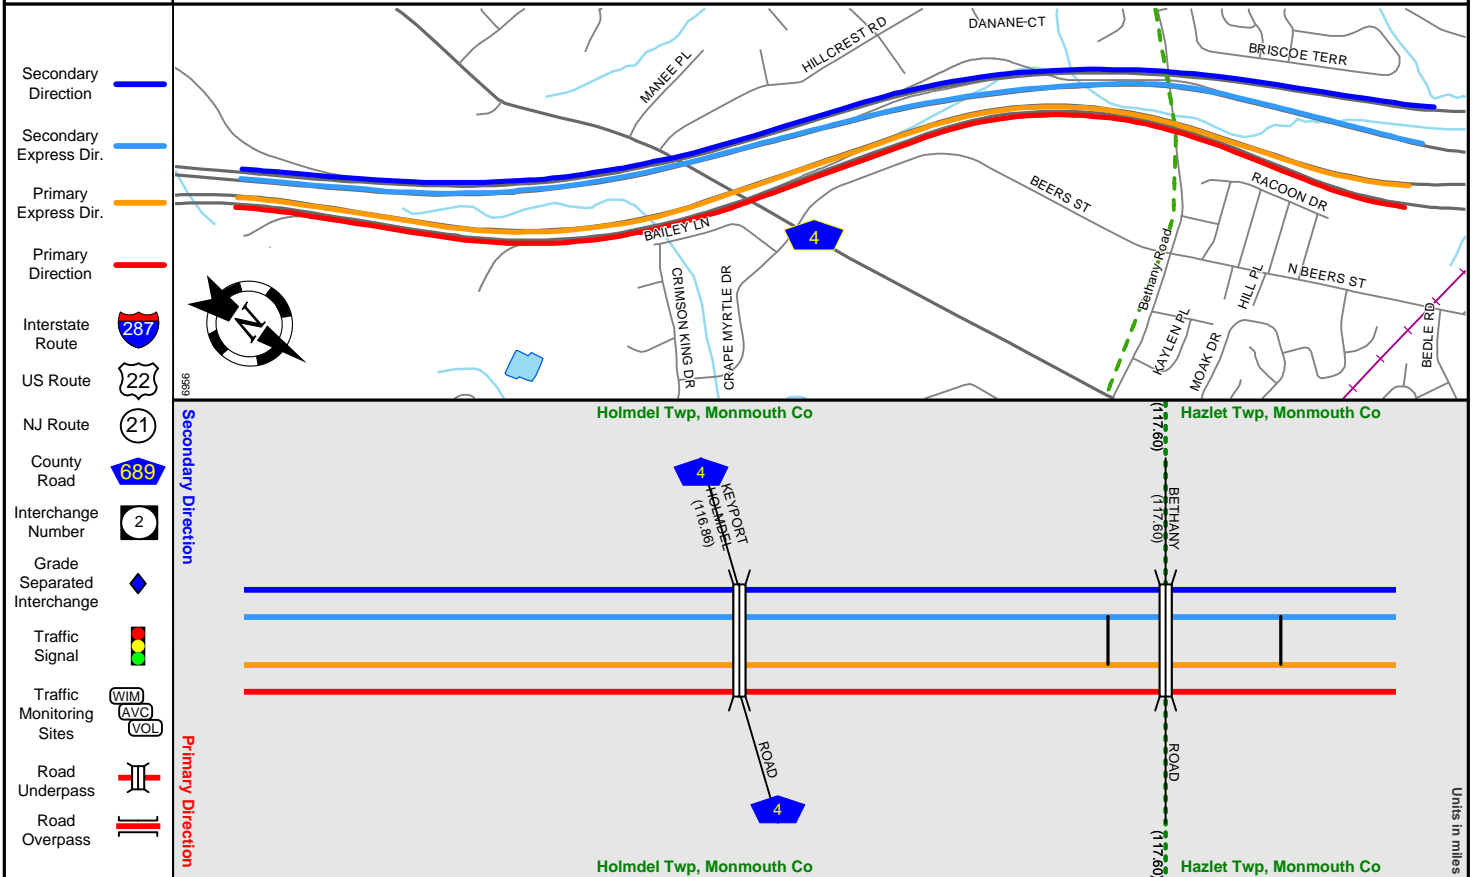 Secondary
Direction
Secondary
Express Dir.
Primary
Express Dir.
Primary
Direction
Interstate
Route
287
US Route
22
NJ Route
21
County
Road
689
Interchange
Number
2
Grade
Separated
Interchange
Traffic
Signal
Traffic
Monitoring
Sites
WIM
AVC
VOL
Road
Underpass
Road
Overpass
MANEE PL
HILLCREST RD
DANANE CT
BRISCOE TERR
BAILEY LN
4
BEERS ST
RACOON DR
N BEERS ST
Bethany Road
HILL PL
KAYLEN PL
MOAK DR
BEDLE RD
CRIMSON KING DR
CRAPE MYRTLE DR
N
Secondary Direction
Primary Direction
Holmdel Twp, Monmouth Co
Hazlet Twp, Monmouth Co
(117.60)
4
KEYPORT
HOLMDEL
(116.86)
BETHANY
(117.60)
ROAD
4
ROAD
(117.60)
Holmdel Twp, Monmouth Co
Hazlet Twp, Monmouth Co
Units in miles